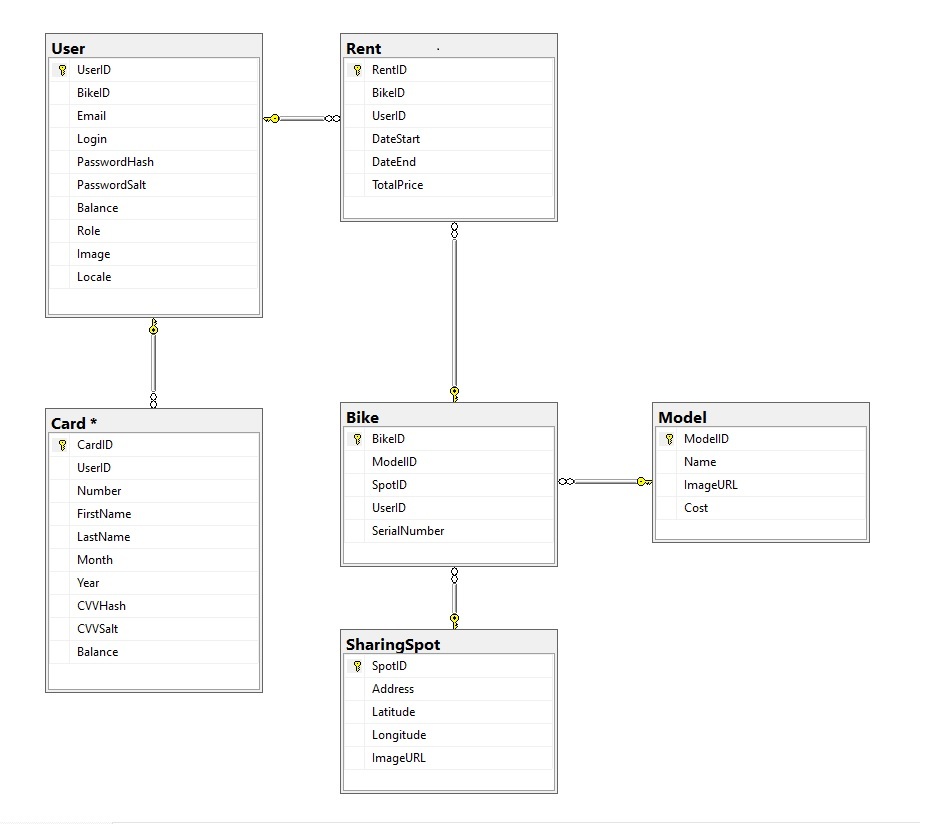 User
UserID
BikeID
Email
Login
PasswordHash
PasswordSalt
Balance
Role
Image
Locale
Rent
RentID
BikeID
UserID
DateStart
DateEnd
TotalPrice
Card *
CardID
UserID
Number
FirstName
LastName
Month
Year
CVVHash
CVVSalt
Balance
Bike
BikeID
ModelID
SpotID
UserID
SerialNumber
Model
ModelID
Name
ImageURL
Cost
SharingSpot
SpotID
Address
Latitude
Longitude
ImageURL